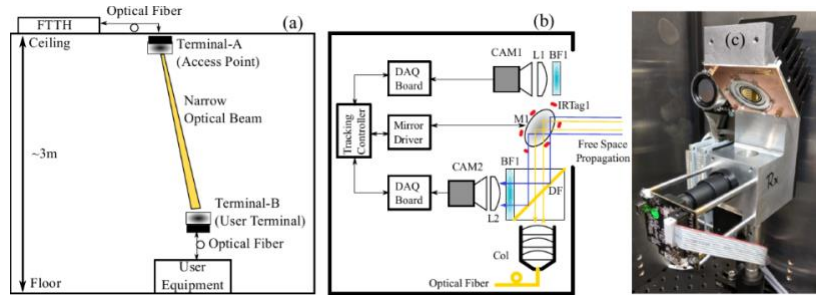 Optical Fiber
(a)
FTTH
Ceiling
Terminal-A
(Access Point)
Narrow
Optical Beam
~3m
Terminal-B
(User Terminal)
Optical Fiber
Floor
User
Equipment
(b)
CAM1
L1
BF1
DAQ
Board
IRTag1
M1
Tracking
Controller
Mirror
Driver
Free Space
Propagation
CAM2
BF1
DAQ
Board
DF
L2
Col
Optical Fiber
(c)
Rx